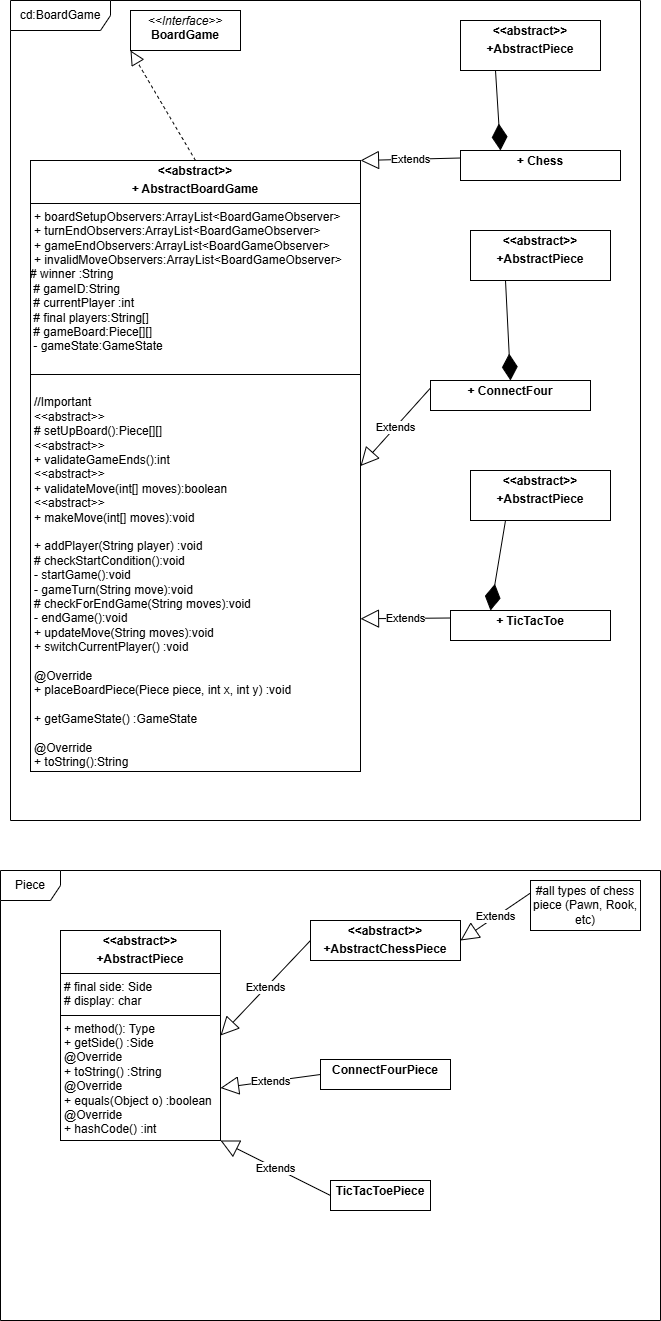 cd:BoardGame
<<Interface>>
BoardGame
<<abstract>>
+AbstractPiece
<<abstract>>
+ AbstractBoardGame
Extends
+ Chess
+ boardSetupObservers:ArrayList<BoardGameObserver>
+ turnEndObservers:ArrayList<BoardGameObserver>
+ gameEndObservers:ArrayList<BoardGameObserver>
+ invalidMoveObservers:ArrayList<BoardGameObserver>
# winner :String
# gameID:String
# currentPlayer :int
# final players:String[]
# gameBoard:Piece[][]
- gameState:GameState
<<abstract>>
+AbstractPiece
+ ConnectFour
Extends
//Important
<<abstract>>
# setUpBoard():Piece[][]
<<abstract>>
+ validateGameEnds():int
<<abstract>>
+ validateMove(int[] moves):boolean
<<abstract>>
+ makeMove(int[] moves):void
+ addPlayer(String player) :void
# checkStartCondition():void
- startGame():void
- gameTurn(String move):void
# checkForEndGame(String moves):void
- endGame():void
+ updateMove(String moves):void
+ switchCurrentPlayer() :void
@Override
+ placeBoardPiece(Piece piece, int x, int y) :void
+ getGameState() :GameState
@Override
+ toString():String
<<abstract>>
+AbstractPiece
Extends
+ TicTacToe
Piece
<<abstract>>
+AbstractPiece
# final side: Side
# display: char
+ method(): Type
+ getSide() :Side
@Override
+ toString() :String
@Override
+ equals(Object o) :boolean
@Override
+ hashCode() :int
Extends
<<abstract>>
+AbstractChessPiece
Extends
#all types of chess
piece (Pawn, Rook,
etc)
Extends
ConnectFourPiece
Extends
TicTacToePiece